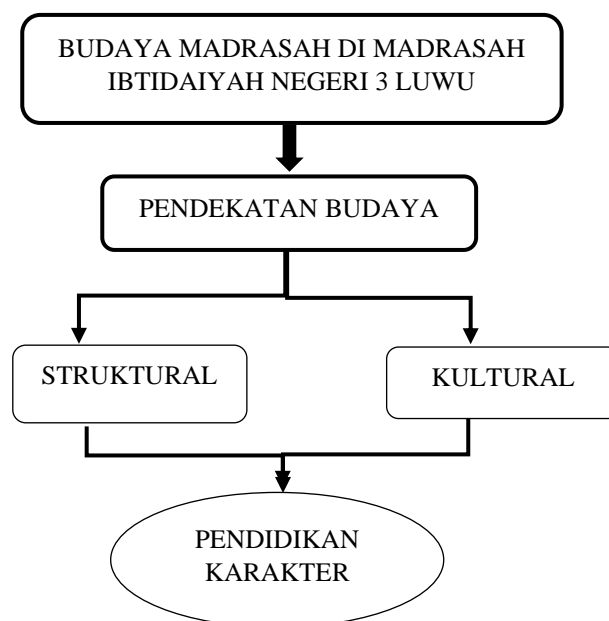 BUDAYA MADRASAH DI MADRASAH
IBTIDAIYAH NEGERI 3 LUWU
PENDEKATAN BUDAYA
STRUKTURAL
KULTURAL
PENDIDIKAN
KARAKTER